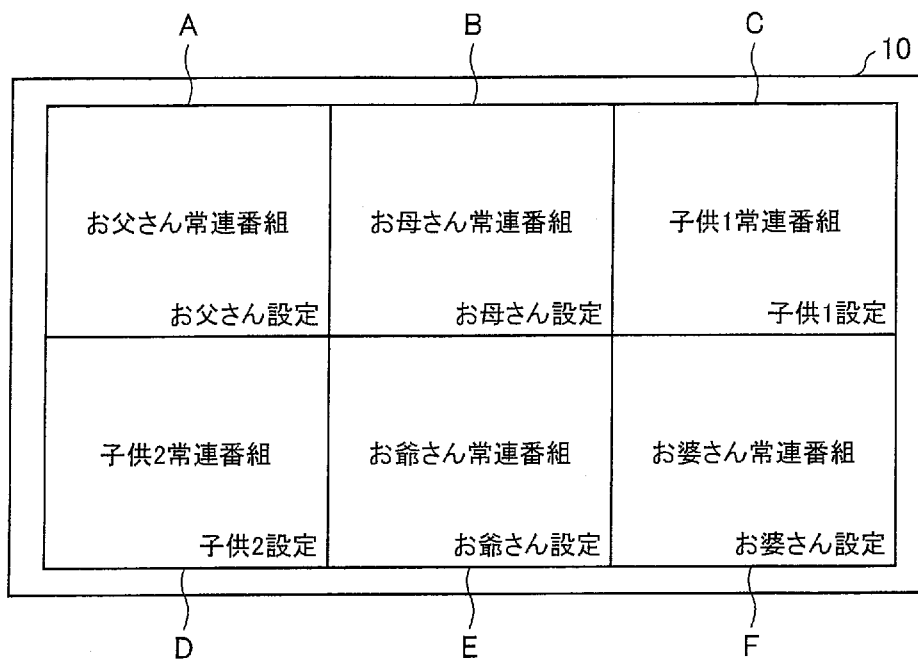 A
B
C
10
お父さん常連番組
お母さん常連番組
子供1常連番組
お父さん設定
お母さん設定
子供1設定
子供2常連番組
お爺さん常連番組
お婆さん常連番組
子供2設定
お爺さん設定
お婆さん設定
D
E
F